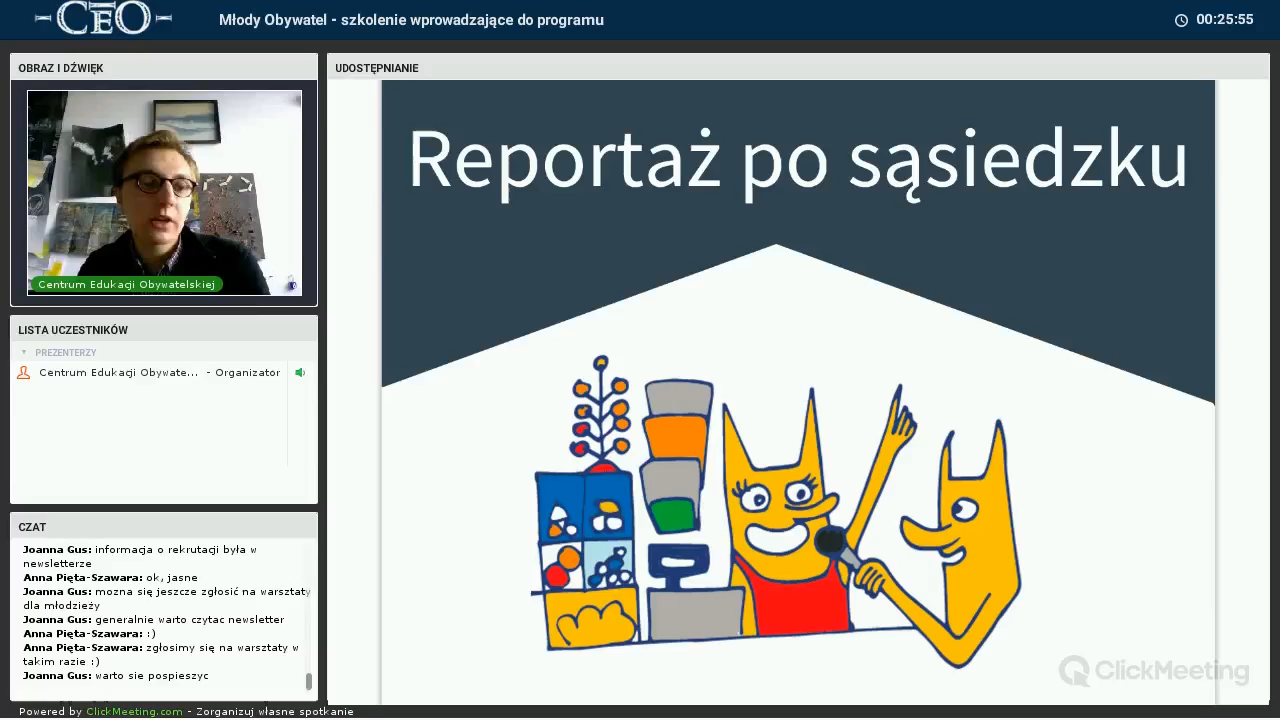 CEO
Młody Obywatel - szkolenie wprowadzające do programu
00:25:55
OBRAZ I DŹWIĘK
Centrum Edukacji Obywatelskiej
LISTA UCZESTNIKÓW
PREZENTERZY
Centrum Edukacji Obywate... - Organizator
CZAT
Joanna Gus: informacja o rekrutacji była w
newsletterze
Anna Pięta-Szawara: ok, jasne
Joanna Gus: mozna się jeszcze zgłosić na warsztaty
dla młodzieży
Joanna Gus: generalnie warto czytac newsletter
Anna Pięta-Szawara: :)
Anna Pięta-Szawara: zgłosimy się na warsztaty w
takim razie :)
Joanna Gus: warto sie pospieszyc
Powered by ClickMeeting.com - Zorganizuj własne spotkanie
UDOSTĘPNIANIE
Reportaż po sąsiedzku
ClickMeeting